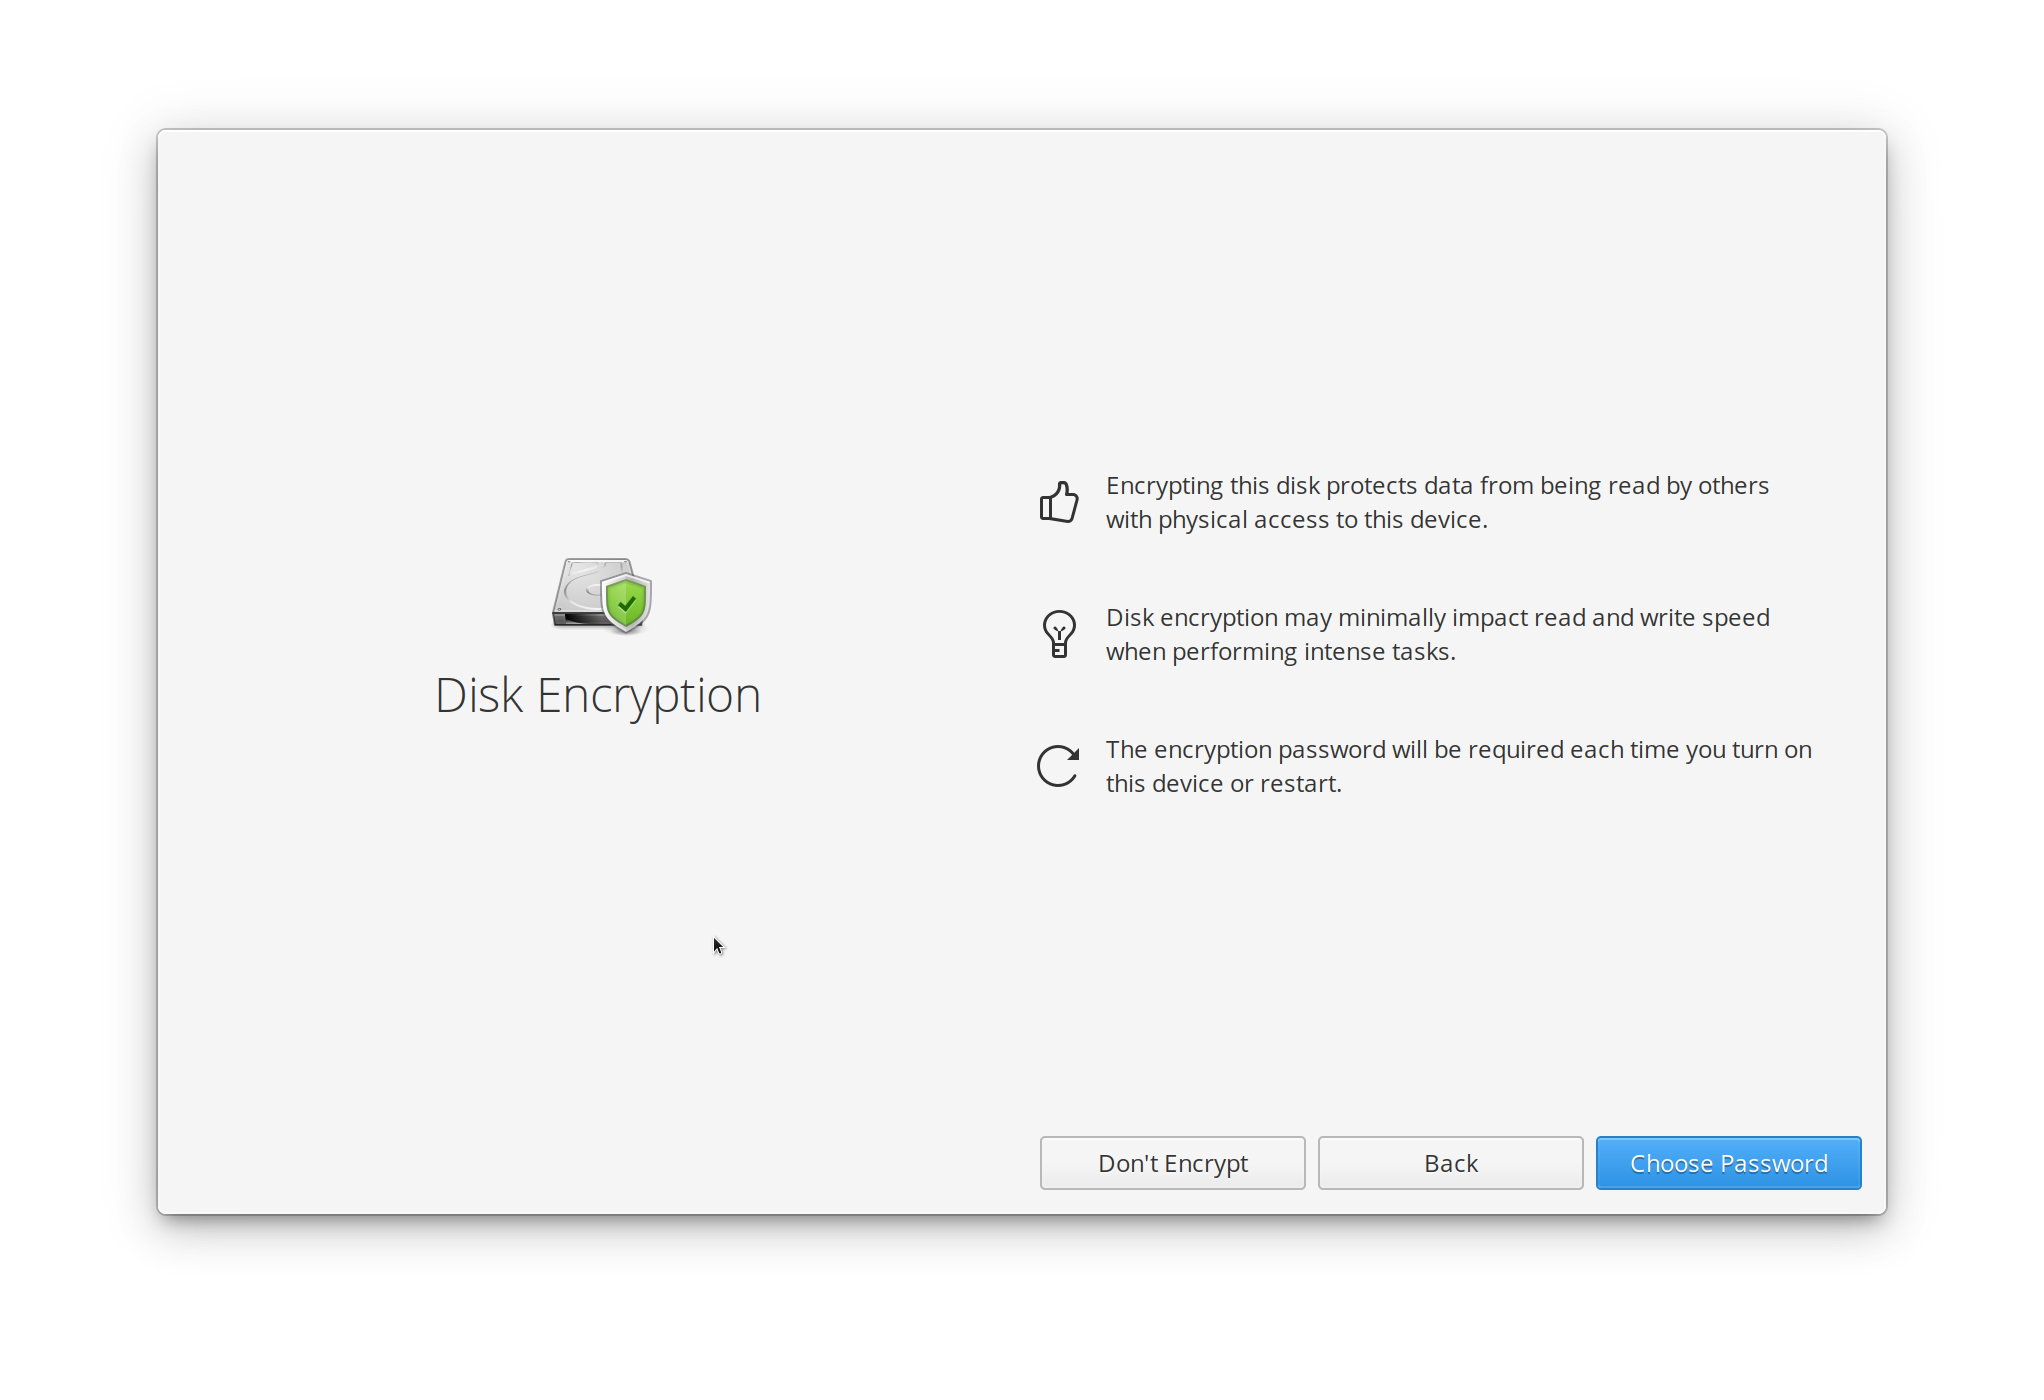 Disk Encryption
Encrypting this disk protects data from being read by others
with physical access to this device.
Disk encryption may minimally impact read and write speed
when performing intense tasks.
The encryption password will be required each time you turn on
this device or restart.
Don't Encrypt
Back
Choose Password